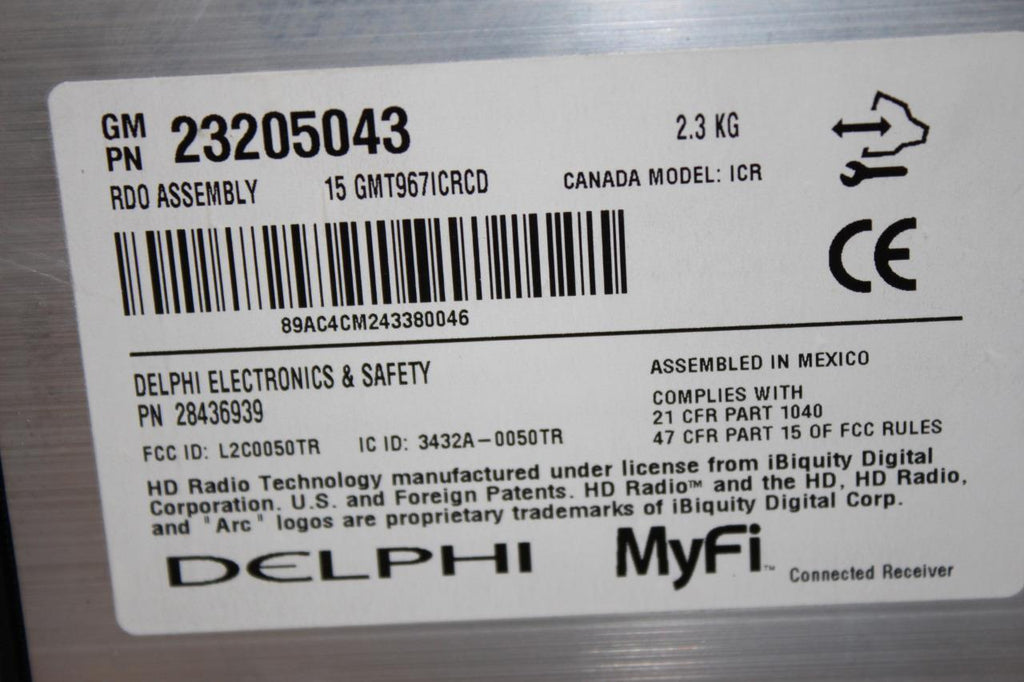 GM PN 23205043 2.3 KG
RDO ASSEMBLY 15 GMT967ICRCD CANADA MODEL: ICR
CE
89AC4CM243380046
DELPHI ELECTRONICS & SAFETY
PN 28436939
FCC ID: L2C0050TR IC ID: 3432A-0050TR
ASSEMBLED IN MEXICO
COMPLIES WITH
21 CFR PART 1040
47 CFR PART 15 OF FCC RULES
HD Radio Technology manufactured under license from iBiquity Digital
Corporation. U.S. and Foreign Patents. HD Radio™ and the HD, HD Radio,
and "Arc" logos are proprietary trademarks of iBiquity Digital Corp.
DELPHI MyFi™ Connected Receiver